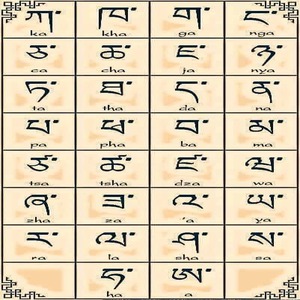 ཀ་ ཁ་ ག་ ང་
ka kha ga nga
ཅ་ ཆ་ ཇ་ ཉ་
ca cha ja nya
ཏ་ ཐ་ ད་ ན་
ta tha da na
པ་ ཕ་ བ་ མ་
pa pha ba ma
ཙ་ ཚ་ ཛ་ ཝ་
tsa tsha dza wa
ཞ་ ཟ་ འ་ ཡ་
zha za 'a ya
ར་ ལ་ ཤ་ ས་
ra la sha sa
ཧ་ ཨ་
ha a